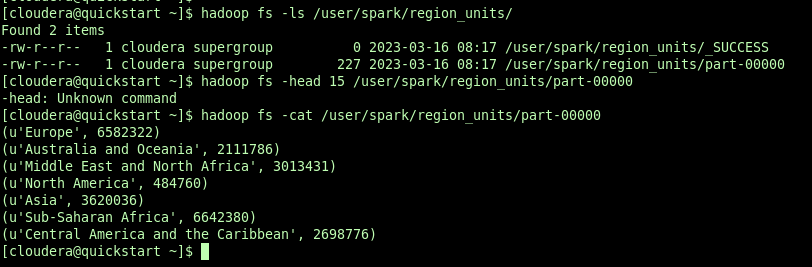 [cloudera@quickstart ~]$ hadoop fs -ls /user/spark/region_units/
Found 2 items
-rw-r--r--   1 cloudera supergroup          0 2023-03-16 08:17 /user/spark/region_units/_SUCCESS
-rw-r--r--   1 cloudera supergroup        227 2023-03-16 08:17 /user/spark/region_units/part-00000
[cloudera@quickstart ~]$ hadoop fs -head 15 /user/spark/region_units/part-00000
-head: Unknown command
[cloudera@quickstart ~]$ hadoop fs -cat /user/spark/region_units/part-00000
(u'Europe', 6582322)
(u'Australia and Oceania', 2111786)
(u'Middle East and North Africa', 3013431)
(u'North America', 484760)
(u'Asia', 3620036)
(u'Sub-Saharan Africa', 6642380)
(u'Central America and the Caribbean', 2698776)
[cloudera@quickstart ~]$